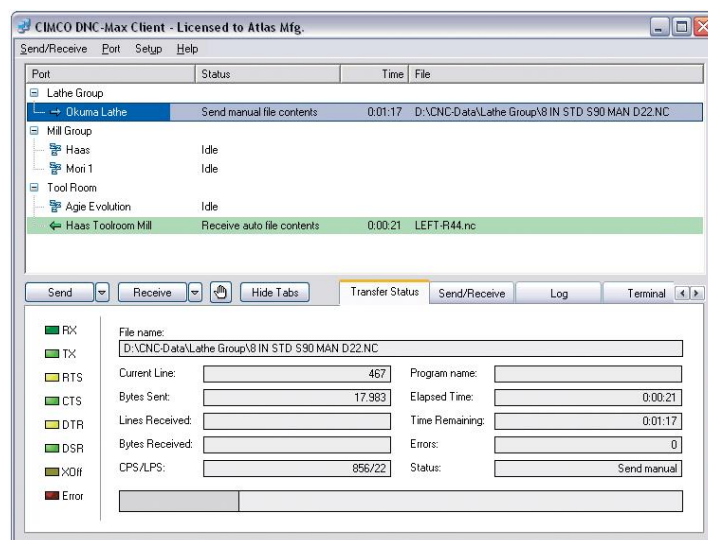 CIMCO DNC-Max Client - Licensed to Atlas Mfg.
Send/Receive Port Setup Help
Port Status Time File
Lathe Group
Okuma Lathe Send manual file contents 0:01:17 D:\CNC-Data\Lathe Group\8 IN STD S90 MAN D22.NC
Mill Group
Haas Idle
Mori 1 Idle
Tool Room
Agie Evolution Idle
Haas Toolroom Mill Receive auto file contents 0:00:21 LEFT-R44.nc
Send Receive Hide Tabs Transfer Status Send/Receive Log Terminal
RX File name:
D:\CNC-Data\Lathe Group\8 IN STD S90 MAN D22.NC
TX
RTS Current Line: 467 Program name:
CTS Bytes Sent: 17.983 Elapsed Time: 0:00:21
DTR Lines Received: Time Remaining: 0:01:17
DSR Bytes Received: Errors: 0
XOff CPS/LPS: 856/22 Status: Send manual
Error